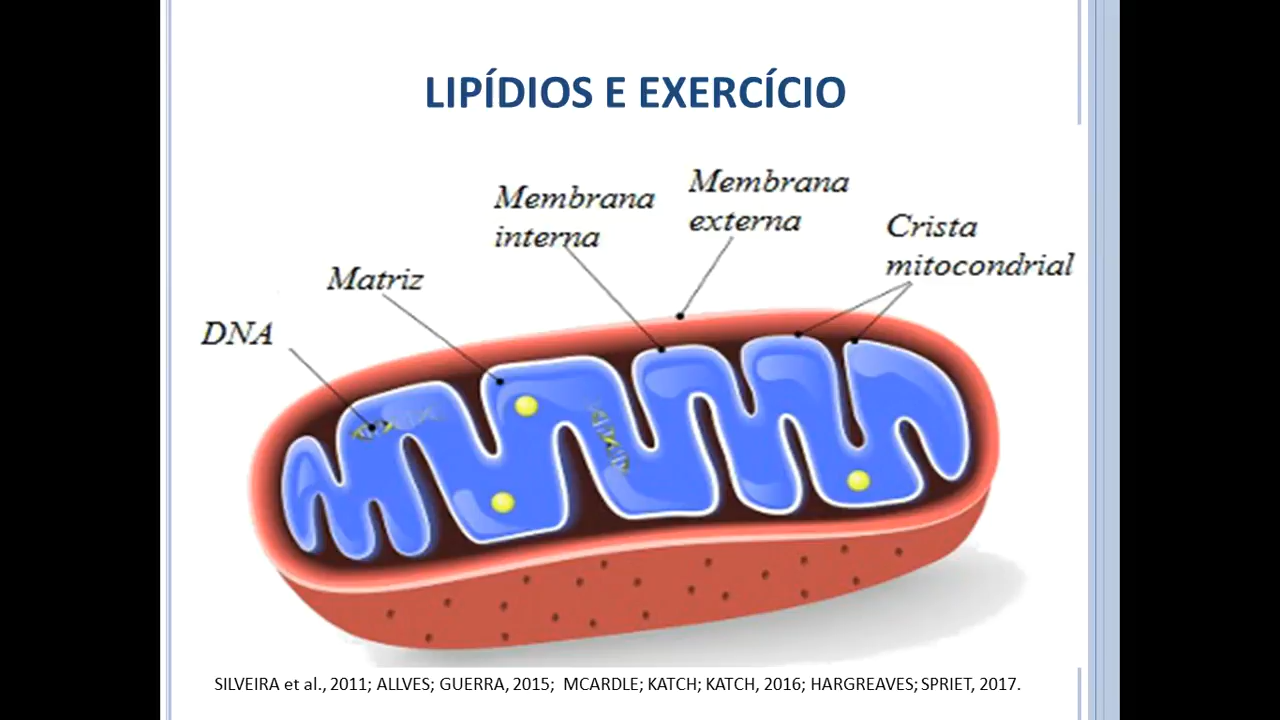 LIPÍDIOS E EXERCÍCIO
Membrana
interna
Membrana
externa
Crista
mitocondrial
Matriz
DNA
SILVEIRA et al., 2011; ALLVES; GUERRA, 2015; MCARDLE; KATCH; KATCH, 2016; HARGREAVES; SPRIET, 2017.